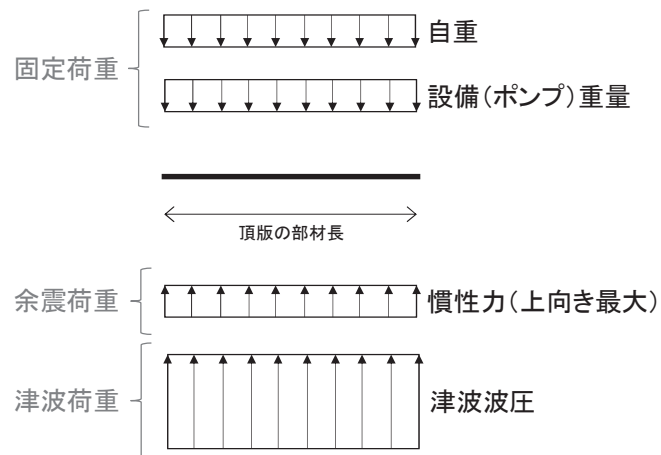 自重
固定荷重
設備(ポンプ)重量
頂版の部材長
余震荷重
慣性力(上向き最大)
津波荷重
津波波圧